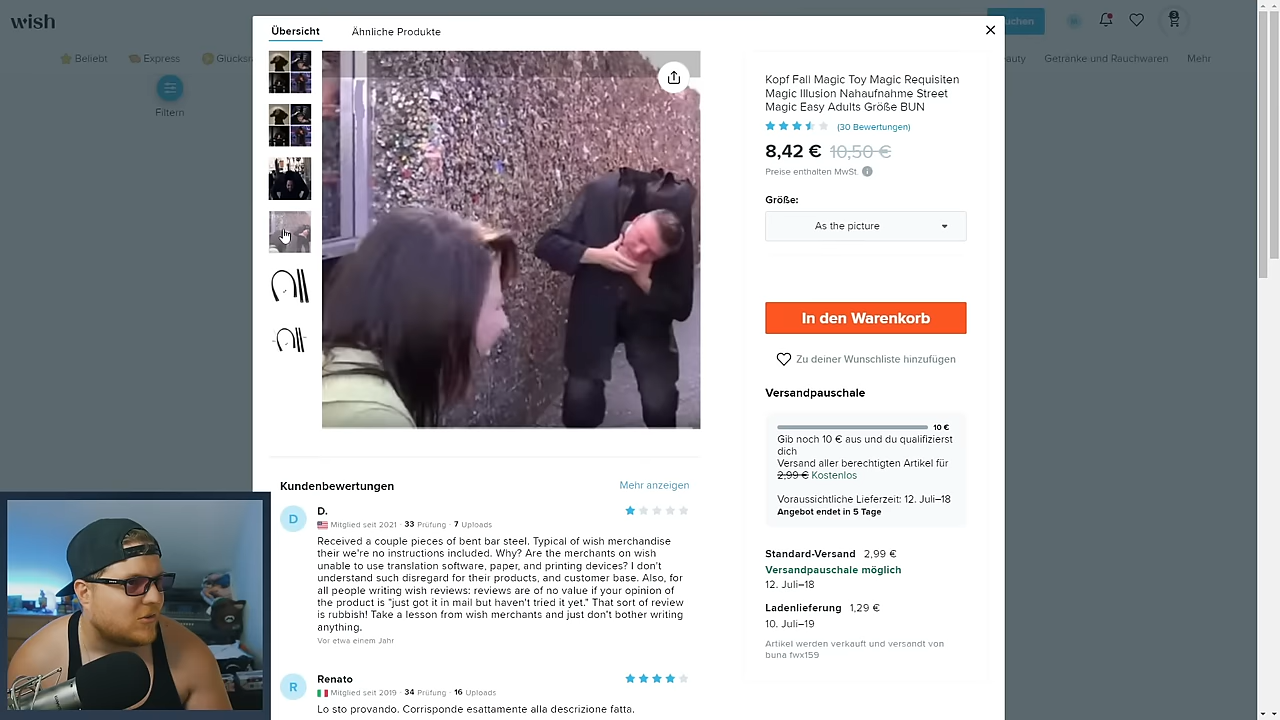 wish
Übersicht
Ähnliche Produkte
Beliebt
Express
Filtern
Getränke und Rauchwaren
Mehr
Kopf Fall Magic Toy Magic Requisiten
Magic Illusion Nahaufnahme Street
Magic Easy Adults Größe BUN
(30 Bewertungen)
8,42 € 10,50 €
Preise enthalten MwSt.
Größe:
As the picture
In den Warenkorb
Zu deiner Wunschliste hinzufügen
Versandpauschale
10 €
Gib noch 10 € aus und du qualifizierst
dich
Versand aller berechtigten Artikel für
2,99 € Kostenlos
Voraussichtliche Lieferzeit: 12. Juli–18
Angebot endet in 5 Tage
Standard-Versand 2,99 €
Versandpauschale möglich
12. Juli–18
Ladenlieferung 1,29 €
10. Juli–19
Artikel werden verkauft und versandt von
buna fwx159
Kundenbewertungen
Mehr anzeigen
D
D.
Mitglied seit 2021 · 33 Prüfung · 7 Uploads
Received a couple pieces of bent bar steel. Typical of wish merchandise
their we're no instructions included. Why? Are the merchants on wish
unable to use translation software, paper, and printing devices? I don't
understand such disregard for their products, and customer base. Also, for
all people writing wish reviews: reviews are of no value if your opinion of
the product is "just got it in mail but haven't tried it yet." That sort of review
is rubbish! Take a lesson from wish merchants and just don't bother writing
anything.
Vor etwa einem Jahr
R
Renato
Mitglied seit 2019 · 34 Prüfung · 16 Uploads
Lo sto provando. Corrisponde esattamente alla descrizione fatta.